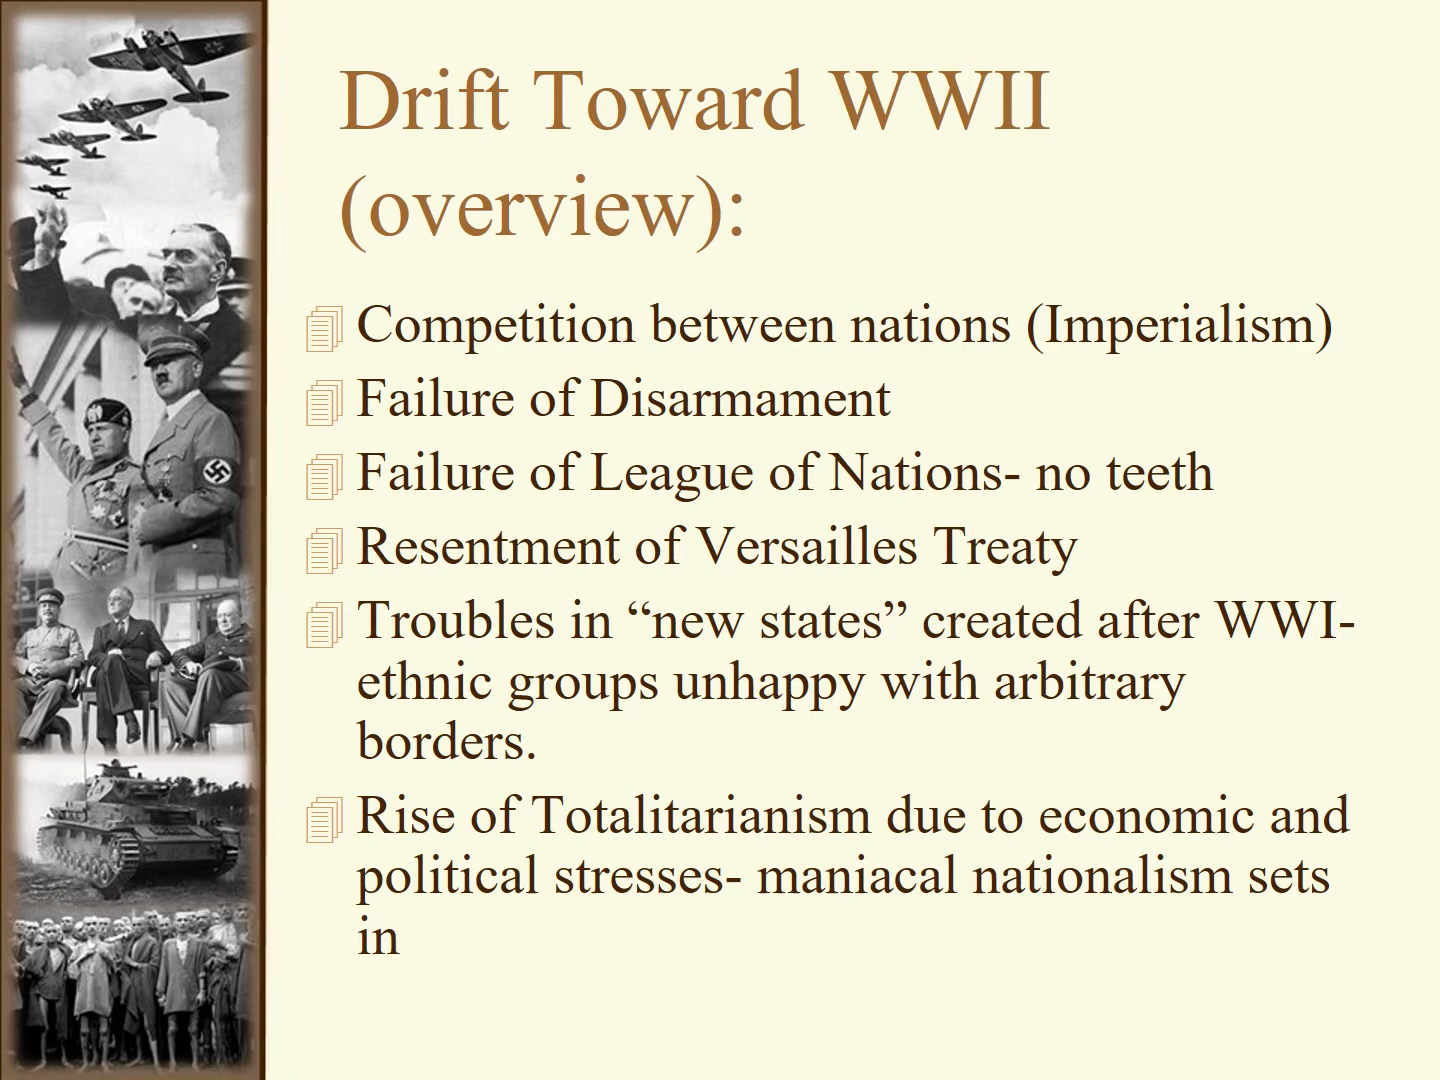 Drift Toward WWII
(overview):
Competition between nations (Imperialism)
Failure of Disarmament
Failure of League of Nations- no teeth
Resentment of Versailles Treaty
Troubles in “new states” created after WWI-
ethnic groups unhappy with arbitrary
borders.
Rise of Totalitarianism due to economic and
political stresses- maniacal nationalism sets
in